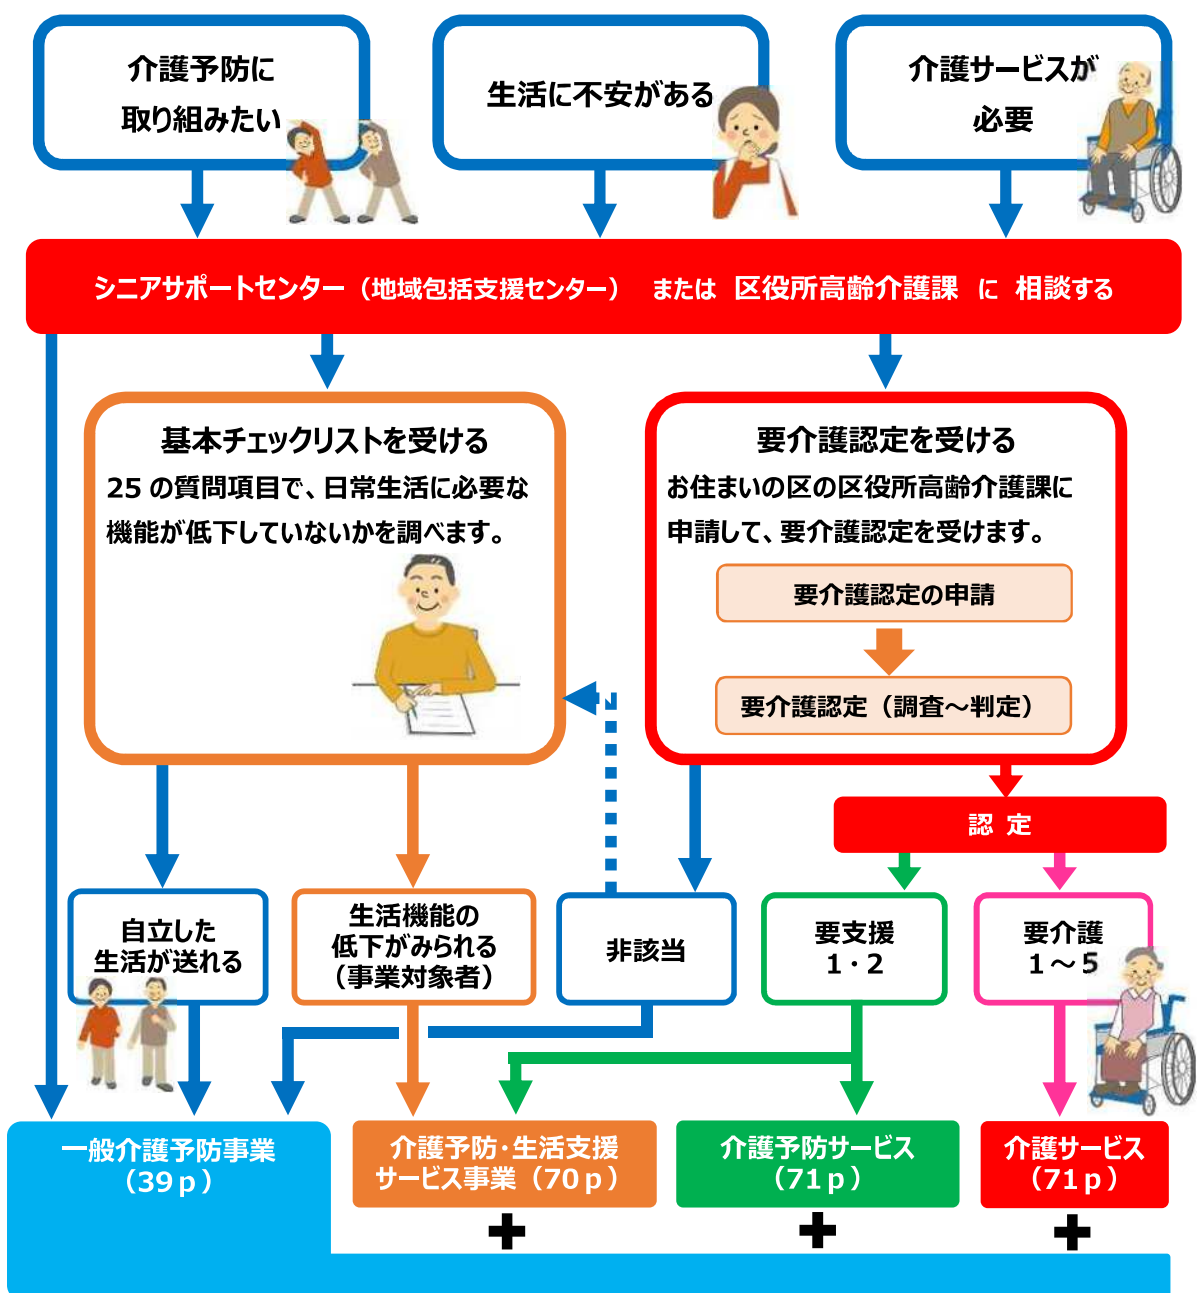 介護予防に
取り組みたい
生活に不安がある
介護サービスが
必要
シニアサポートセンター（地域包括支援センター） または 区役所高齢介護課 に 相談する
基本チェックリストを受ける
25 の質問項目で、日常生活に必要な
機能が低下していないかを調べます。
要介護認定を受ける
お住まいの区の区役所高齢介護課に
申請して、要介護認定を受けます。
要介護認定の申請
要介護認定（調査～判定）
認 定
自立した
生活が送れる
生活機能の
低下がみられる
（事業対象者）
非該当
要支援
1・2
要介護
1～5
一般介護予防事業
（39ｐ）
介護予防・生活支援
サービス事業（70ｐ）
介護予防サービス
（71ｐ）
介護サービス
（71ｐ）